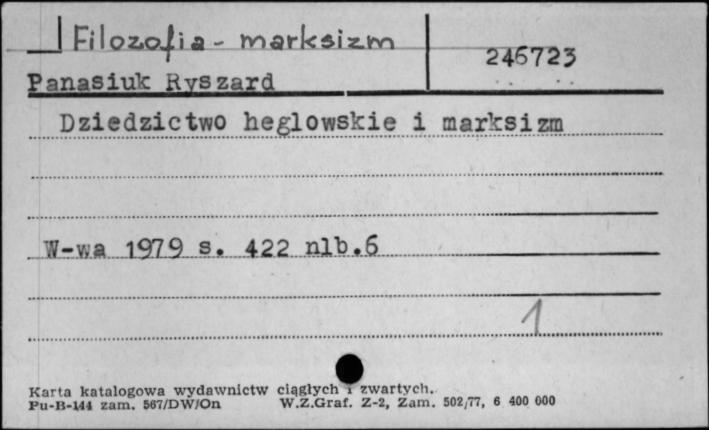 Filozofia - marksizm
246723
Panasiuk Ryszard
Dziedzictwo heglowskie i marksizm
W-wa 1979 s. 422 nlb.6
1
Karta katalogowa wydawnictw ciągłych i zwartych.
Pu-B-144 zam. 567/DW/On W.Z.Graf. Z-2, Zam. 502/77, 6 400 000